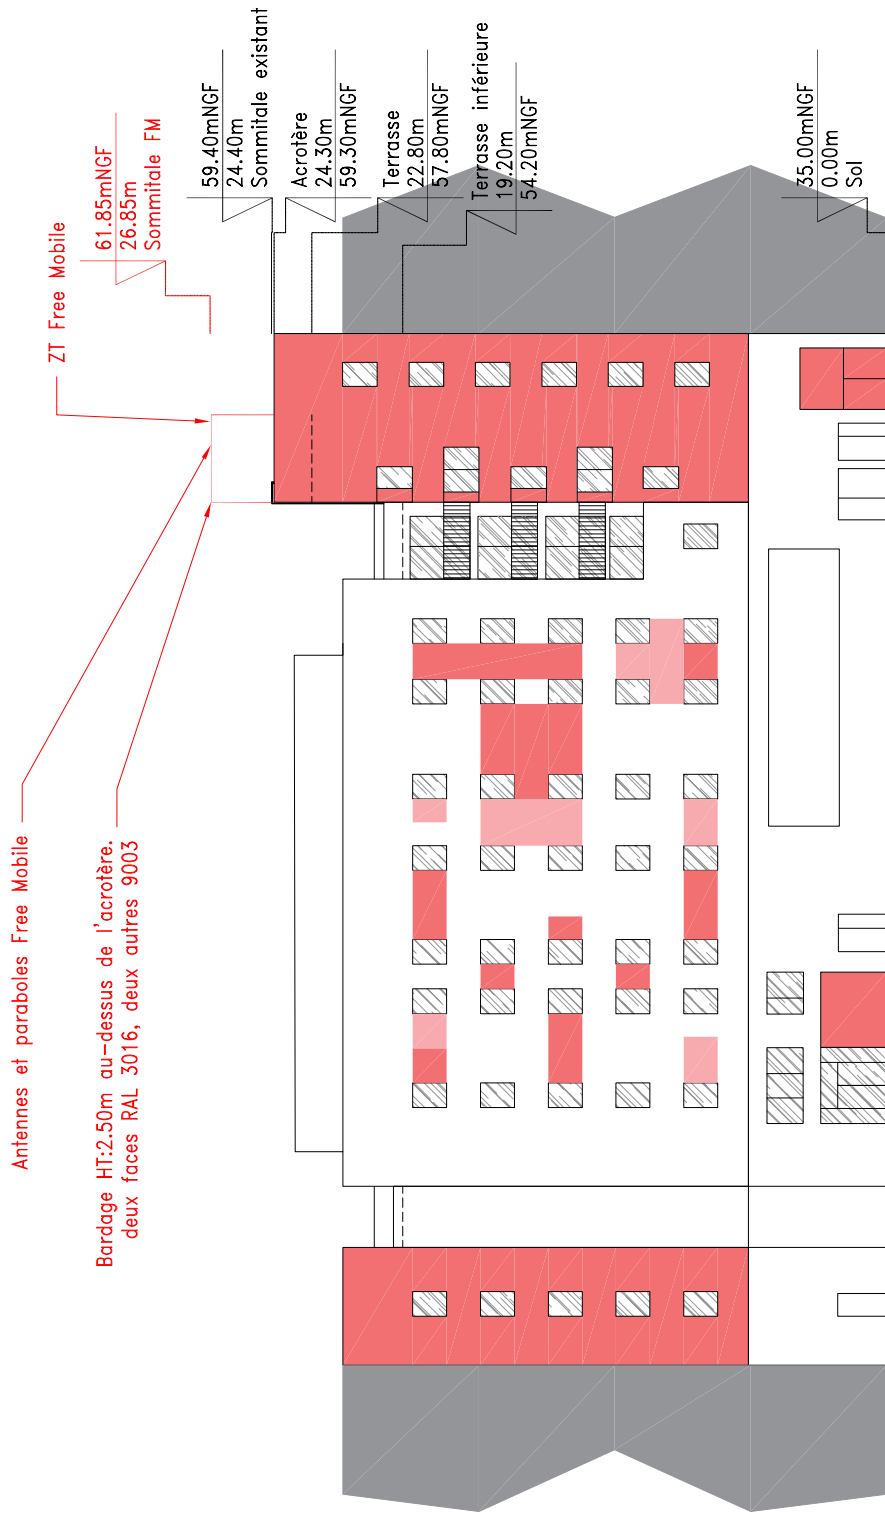 Antennes et paraboles Free Mobile
Bardage HT:2.50m au-dessus de l'acrotère.
deux faces RAL 3016, deux autres 9003
ZT Free Mobile
61.85mNGF
26.85m
Sommitale FM
59.40mNGF
24.40m
Sommitale existant
Acrotère
24.30m
59.30mNGF
Terrasse
22.80m
57.80mNGF
Terrasse inférieure
19.20m
54.20mNGF
35.00mNGF
0.00m
Sol